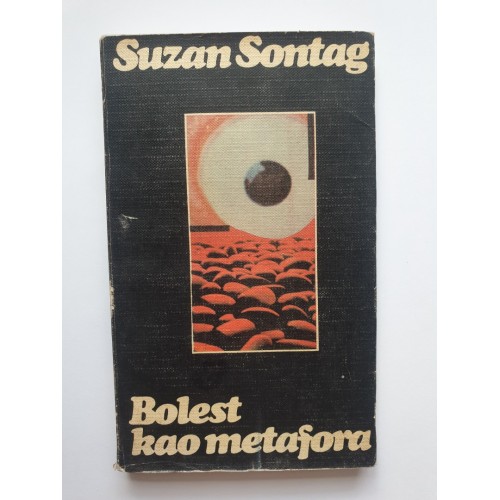 Suzan Sontag
Bolest
kao metafora